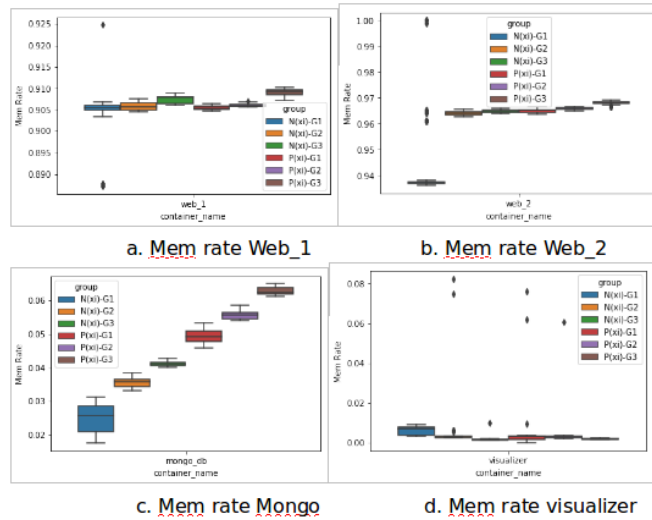 0.925
0.920
0.915
0.910
0.905
0.900
0.895
0.890
Mem Rate
group
N(xi)-G1
N(xi)-G2
N(xi)-G3
P(xi)-G1
P(xi)-G2
P(xi)-G3
web_1
container_name
1.00
0.99
0.98
0.97
0.96
0.95
0.94
Mem Rate
group
N(xi)-G1
N(xi)-G2
N(xi)-G3
P(xi)-G1
P(xi)-G2
P(xi)-G3
web_2
container_name
a. Mem rate Web_1
b. Mem rate Web_2
0.06
0.05
0.04
0.03
0.02
Mem Rate
group
N(xi)-G1
N(xi)-G2
N(xi)-G3
P(xi)-G1
P(xi)-G2
P(xi)-G3
mongo_db
container_name
0.08
0.06
0.04
0.02
0.00
Mem Rate
group
N(xi)-G1
N(xi)-G2
N(xi)-G3
P(xi)-G1
P(xi)-G2
P(xi)-G3
visualizer
container_name
c. Mem rate Mongo
d. Mem rate visualizer